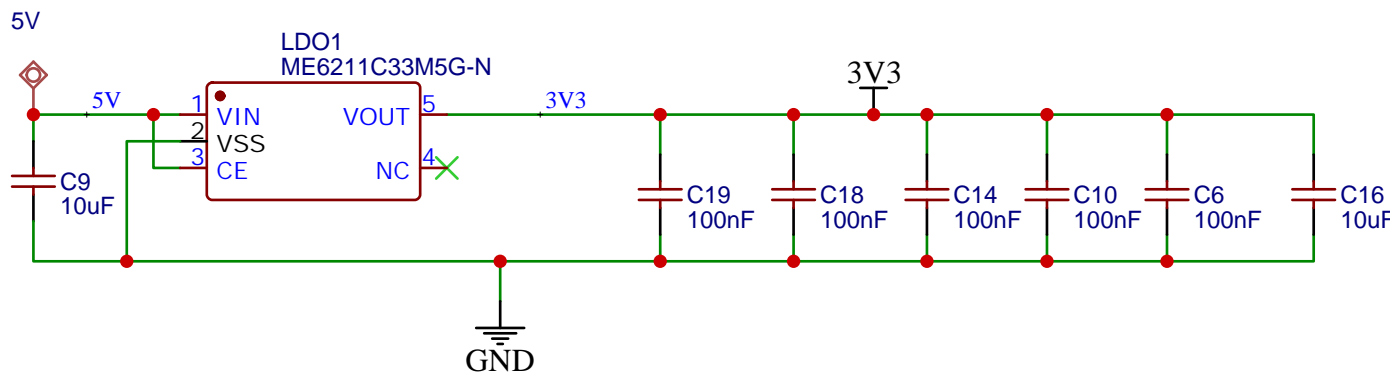 5V
LDO1
ME6211C33M5G-N
5V
1
VIN
2
VSS
3
CE
VOUT
5
NC
4
3V3
3V3
C9
10uF
C19
100nF
C18
100nF
C14
100nF
C10
100nF
C6
100nF
C16
10uF
GND